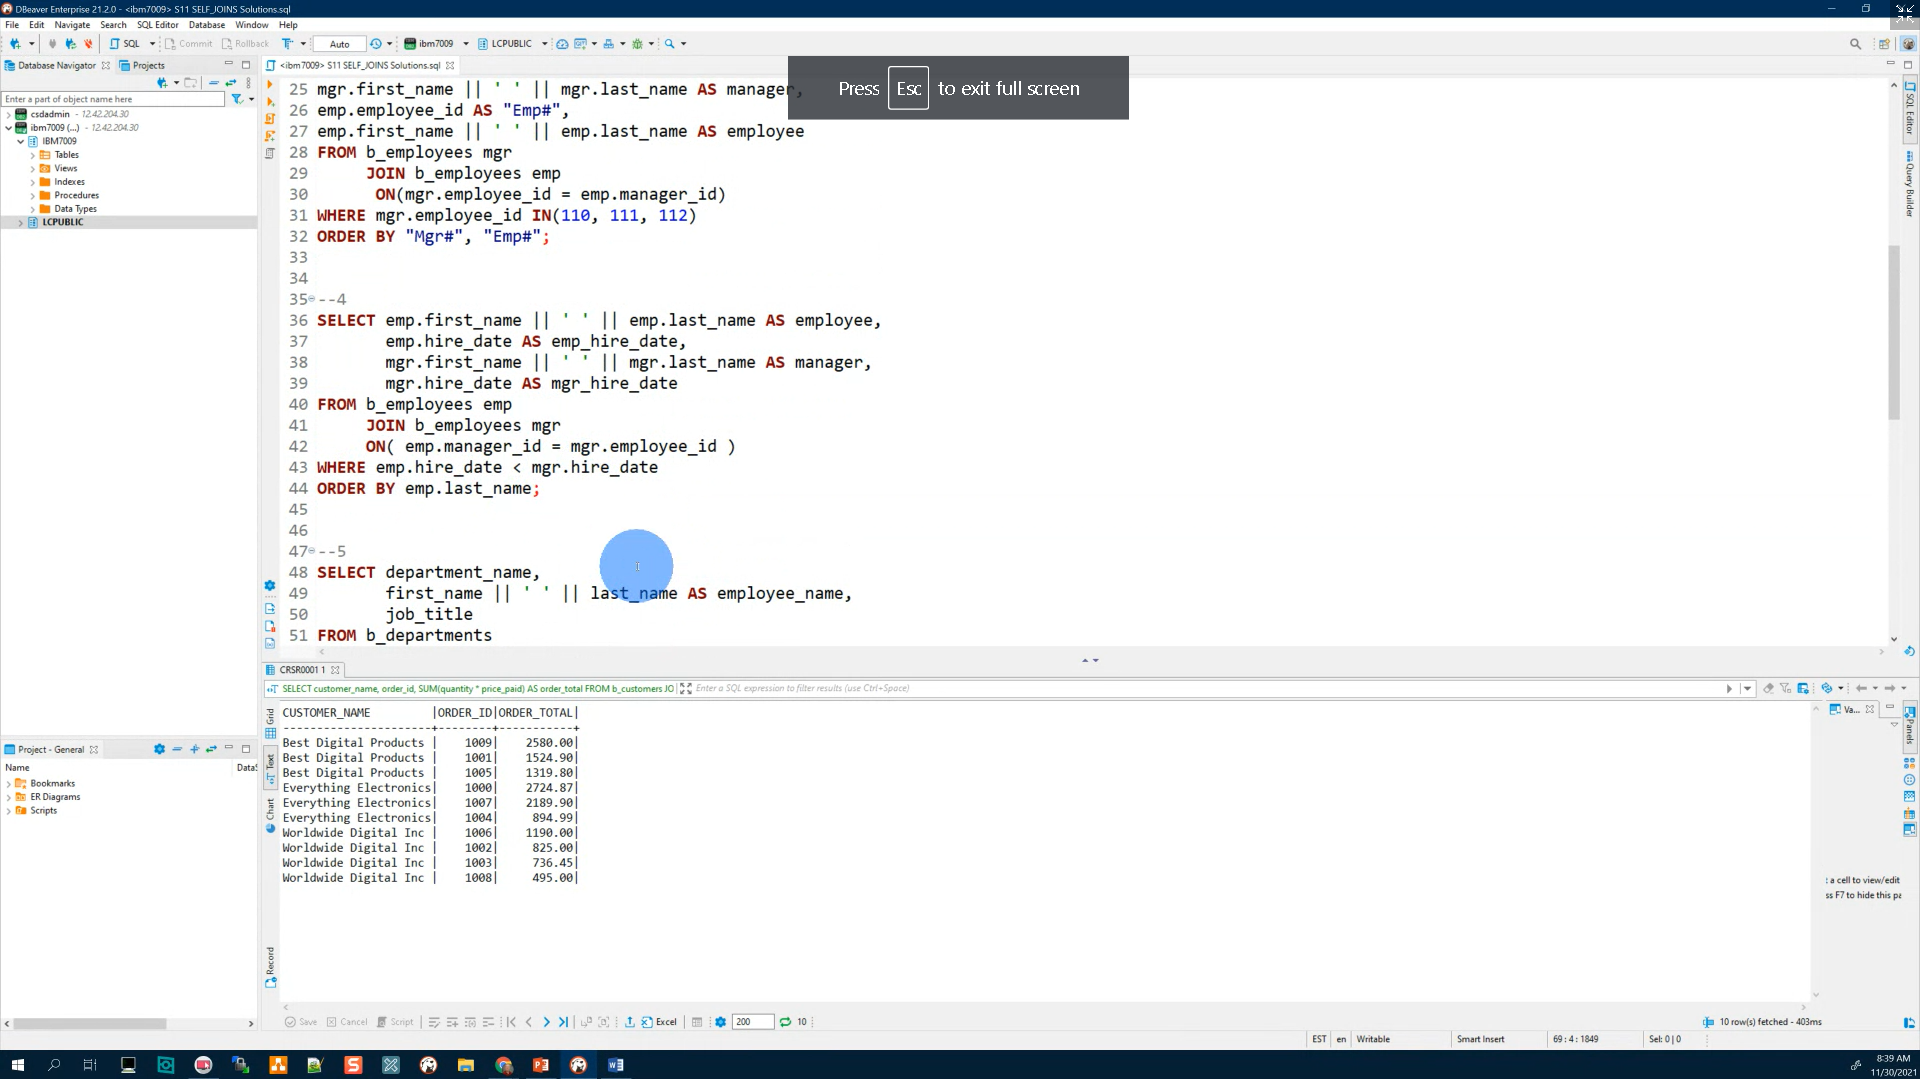 DBeaver Enterprise 21.2.0 - <ibm7009> S11 SELF_JOINS Solutions.sql
File Edit Navigate Search SQL Editor Database Window Help
SQL Commit Rollback Auto ibm7009 LCPUBLIC
Database Navigator Projects
<ibm7009> S11 SELF_JOINS Solutions.sql
Press Esc to exit full screen
Enter a part of object name here
csdadmin - 12.42.204.30
ibm7009 (...) - 12.42.204.30
IBM7009
Tables
Views
Indexes
Procedures
Data Types
LCPUBLIC
25 mgr.first_name || ' ' || mgr.last_name AS manager,
26 emp.employee_id AS "Emp#",
27 emp.first_name || ' ' || emp.last_name AS employee
28 FROM b_employees mgr
29 JOIN b_employees emp
30 ON(mgr.employee_id = emp.manager_id)
31 WHERE mgr.employee_id IN(110, 111, 112)
32 ORDER BY "Mgr#", "Emp#";
33
34
35 --4
36 SELECT emp.first_name || ' ' || emp.last_name AS employee,
37 emp.hire_date AS emp_hire_date,
38 mgr.first_name || ' ' || mgr.last_name AS manager,
39 mgr.hire_date AS mgr_hire_date
40 FROM b_employees emp
41 JOIN b_employees mgr
42 ON( emp.manager_id = mgr.employee_id )
43 WHERE emp.hire_date < mgr.hire_date
44 ORDER BY emp.last_name;
45
46
47 --5
48 SELECT department_name,
49 first_name || ' ' || last_name AS employee_name,
50 job_title
51 FROM b_departments
SQL Editor
Query Builder
CRSR0001 1
SELECT customer_name, order_id, SUM(quantity * price_paid) AS order_total FROM b_customers JO
Enter a SQL expression to filter results (use Ctrl+Space)
Grid
Text
Chart
Record
CUSTOMER_NAME |ORDER_ID|ORDER_TOTAL|
----------------------+--------+-----------+
Best Digital Products | 1009| 2580.00|
Best Digital Products | 1001| 1524.90|
Best Digital Products | 1005| 1319.80|
Everything Electronics| 1000| 2724.87|
Everything Electronics| 1007| 2189.90|
Everything Electronics| 1004| 894.99|
Worldwide Digital Inc | 1006| 1190.00|
Worldwide Digital Inc | 1002| 825.00|
Worldwide Digital Inc | 1003| 736.45|
Worldwide Digital Inc | 1008| 495.00|
Va...
Panels
a cell to view/edit
ss F7 to hide this pa
Project - General
Name DataS
Bookmarks
ER Diagrams
Scripts
Save Cancel Script Excel 200 10
10 row(s) fetched - 403ms
EST en Writable Smart Insert 69 : 4 : 1849 Sel: 0 | 0
8:39 AM
11/30/2021